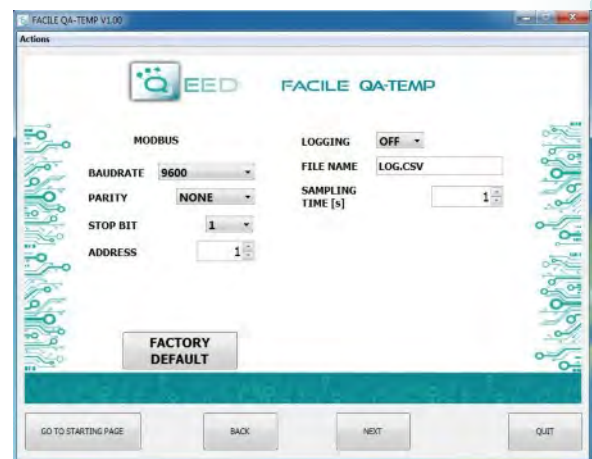 FACILE QA-TEMP V1.00
Actions
QEED
FACILE QA-TEMP
MODBUS
BAUDRATE 9600
PARITY NONE
STOP BIT 1
ADDRESS 1
LOGGING OFF
FILE NAME LOG.CSV
SAMPLING
TIME [s] 1
FACTORY
DEFAULT
GO TO STARTING PAGE
BACK
NEXT
QUIT